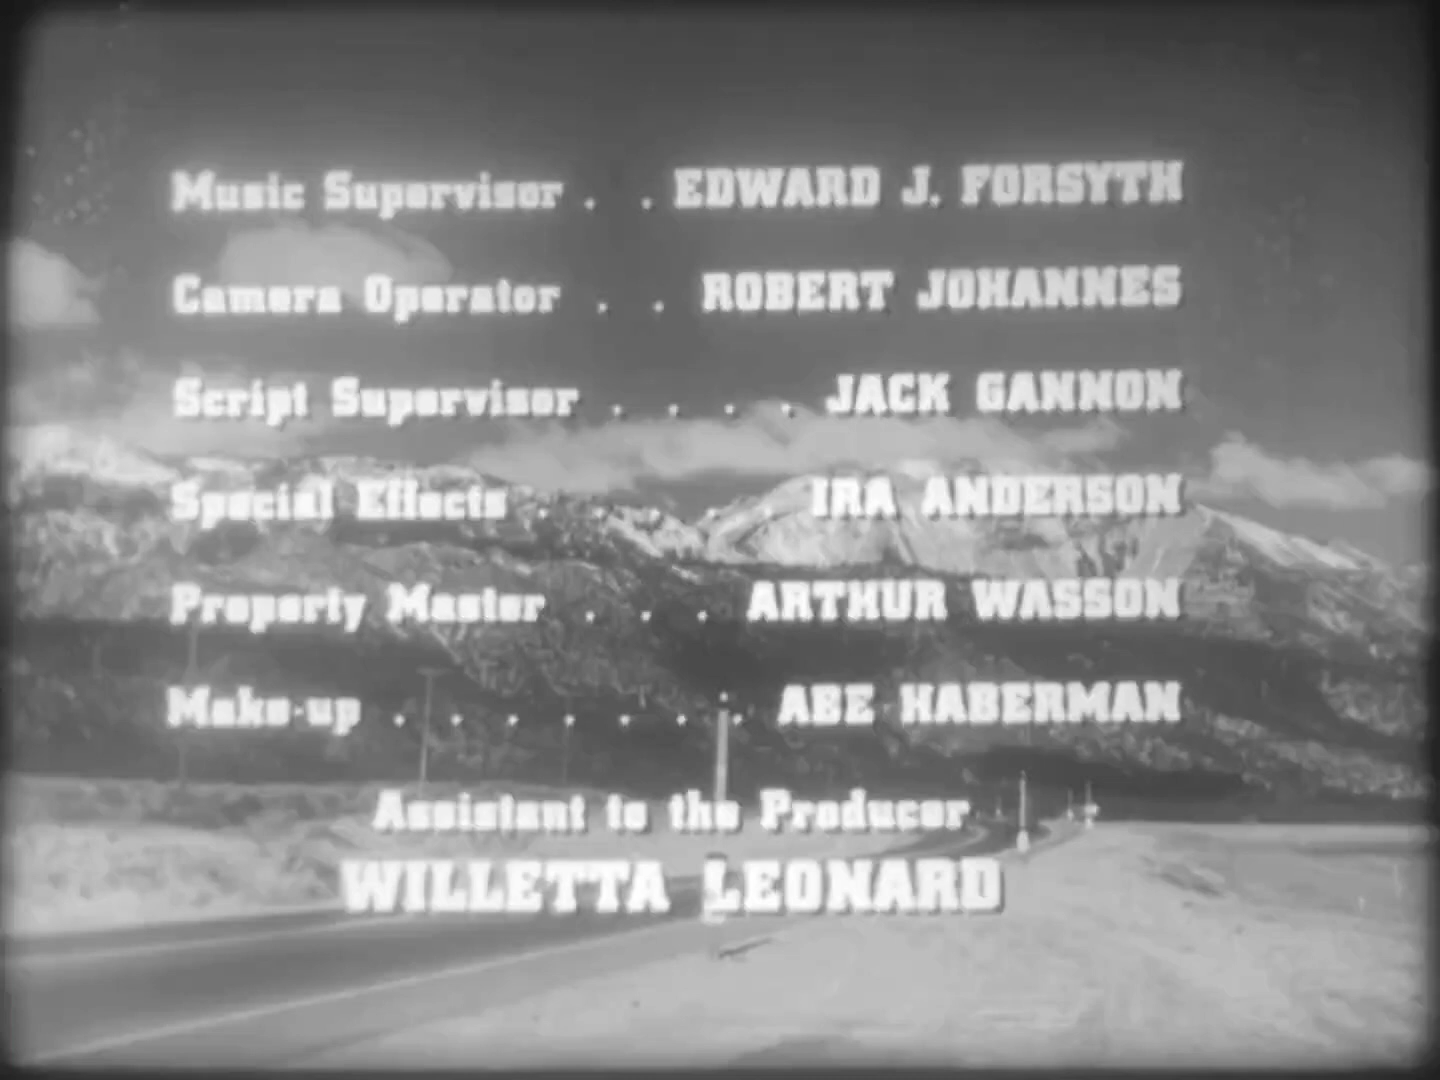 Music Supervisor . . EDWARD J. FORSYTH
Camera Operator . . ROBERT JOHANNES
Script Supervisor . . . . JACK GANNON
Special Effects . . . . . IRA ANDERSON
Property Master . . . ARTHUR WASSON
Make-up . . . . . . . ABE HABERMAN
Assistant to the Producer
WILLETTA LEONARD